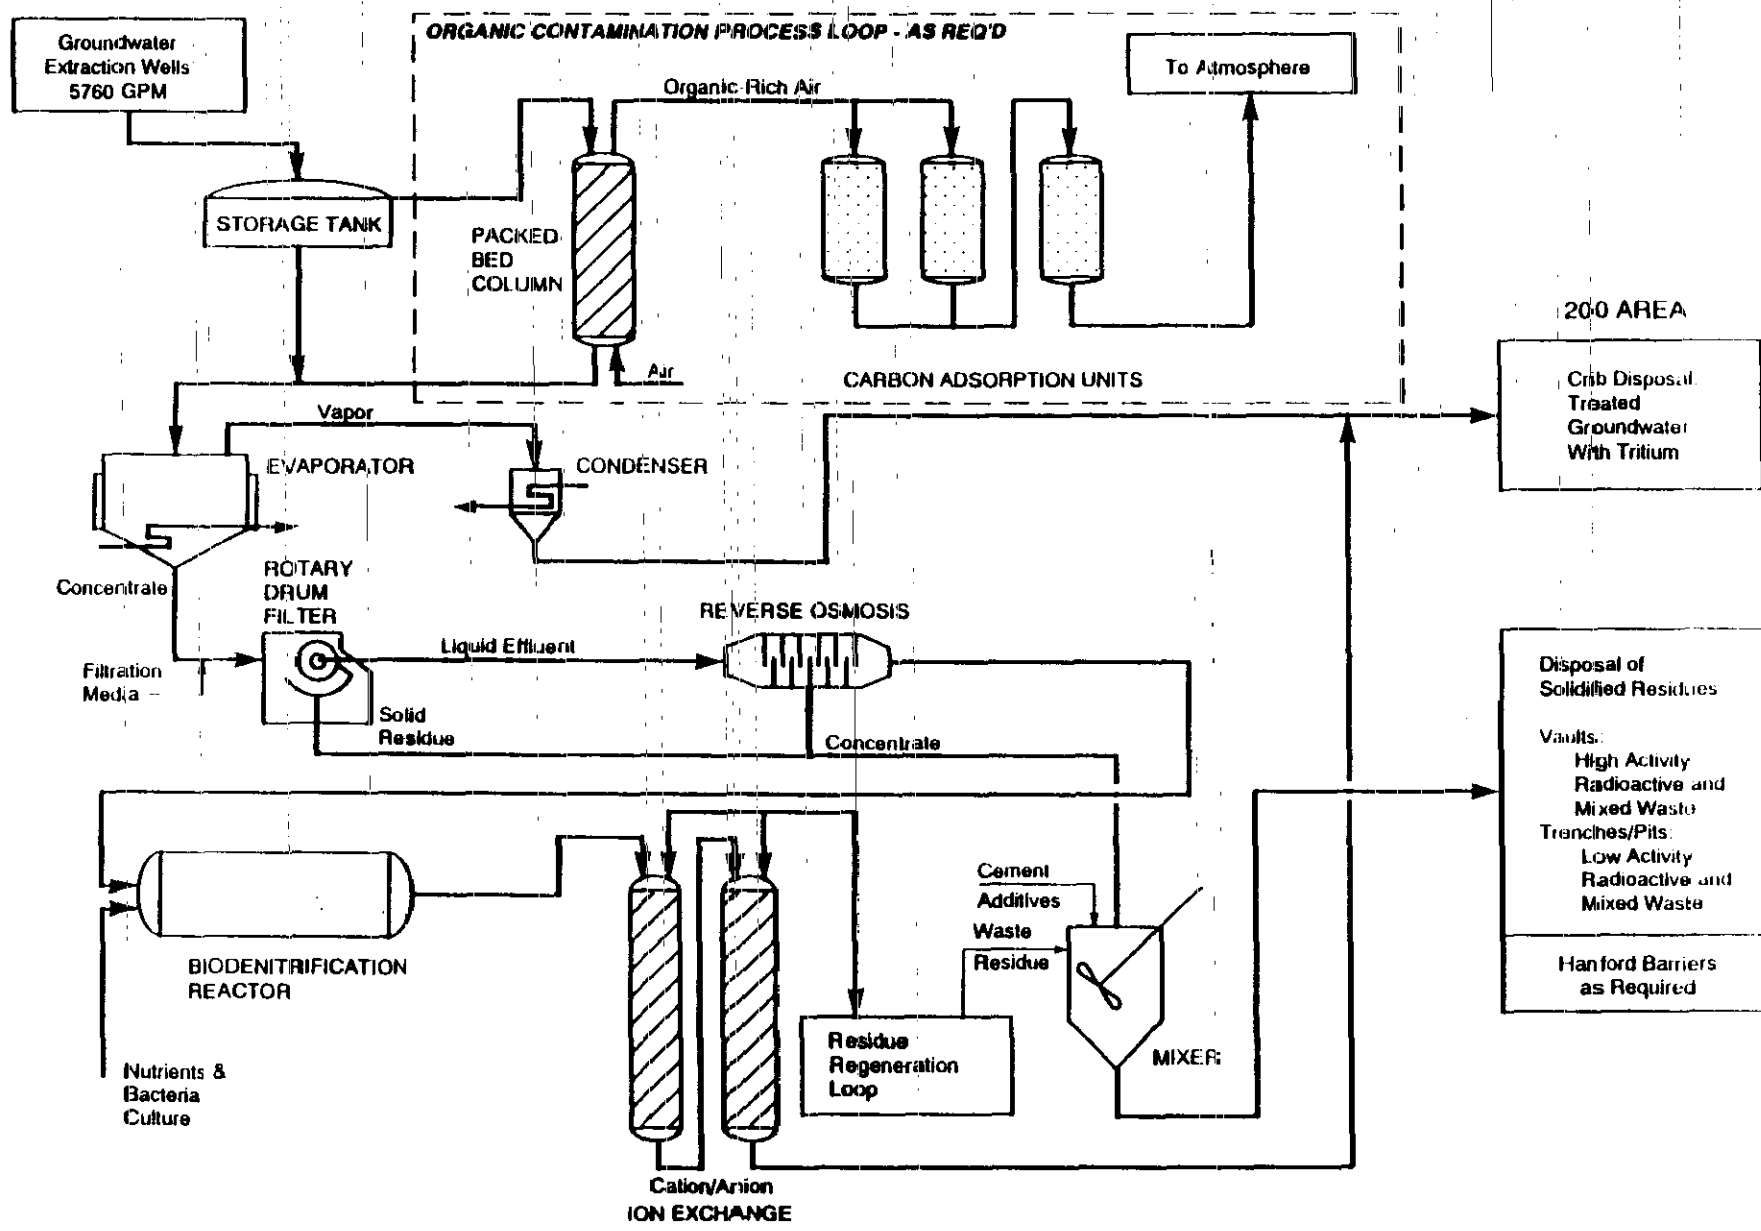 Groundwater
Extraction Wells
5760 GPM
ORGANIC CONTAMINATION PROCESS LOOP - AS REQ'D
To Atmosphere
Organic-Rich Air
STORAGE TANK
PACKED
BED
COLUMN
Air
CARBON ADSORPTION UNITS
200 AREA
Crib Disposal
Treated
Groundwater
With Tritium
Vapor
EVAPORATOR
CONDENSER
Concentrate
ROTARY
DRUM
FILTER
REVERSE OSMOSIS
Liquid Effluent
Filtration
Media
Solid
Residue
Concentrate
Disposal of
Solidified Residues
Vaults:
High Activity
Radioactive and
Mixed Waste
Trenches/Pits:
Low Activity
Radioactive and
Mixed Waste
Hanford Barriers
as Required
Cement
Additives
Waste
Residue
BIODENITRIFICATION
REACTOR
Residue
Regeneration
Loop
MIXER
Nutrients &
Bacteria
Culture
Cation/Anion
ION EXCHANGE